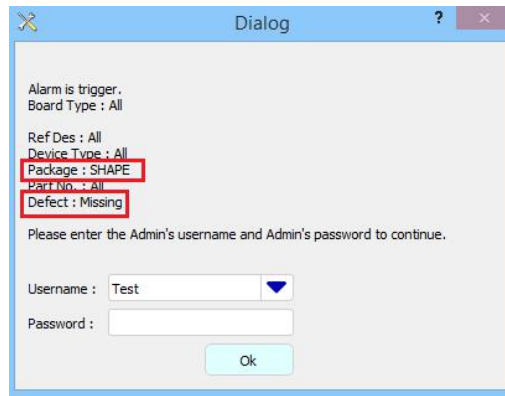 Dialog
?
Alarm is trigger.
Board Type : All
Ref Des : All
Device Type : All
Package : SHAPE
Part No. : All
Defect : Missing
Please enter the Admin's username and Admin's password to continue.
Username : Test
Password :
Ok